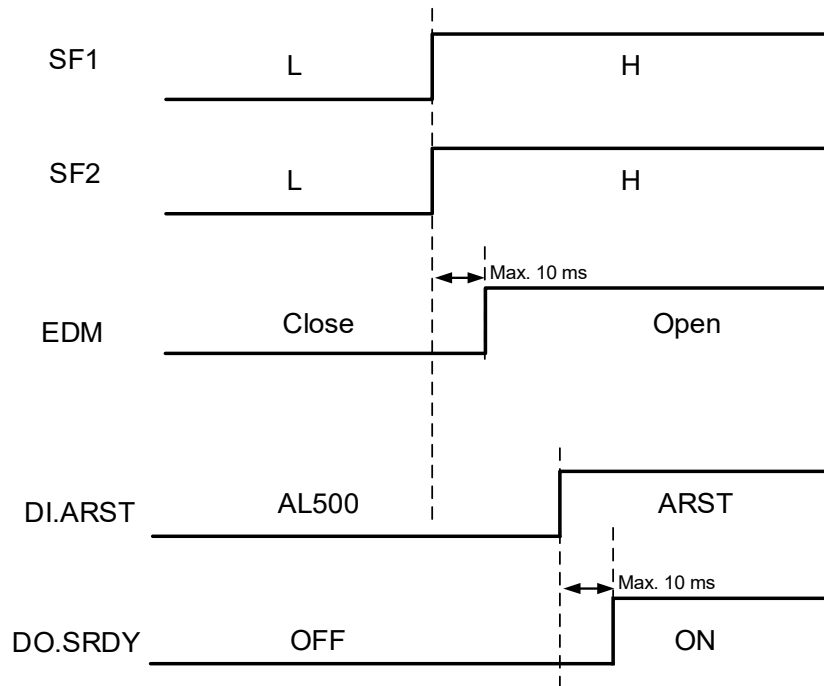 SF1
L
H
SF2
L
H
Max. 10 ms
EDM
Close
Open
DI.ARST
AL500
ARST
Max. 10 ms
DO.SRDY
OFF
ON